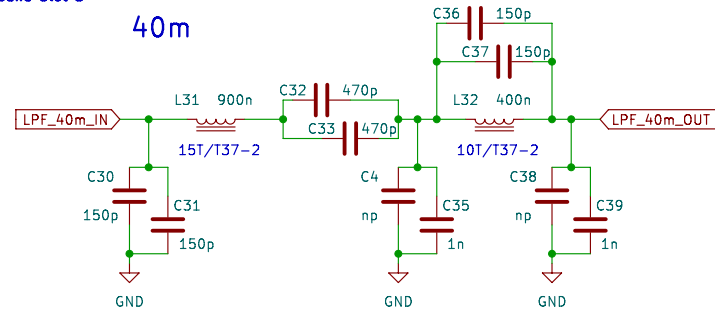 40m
C36 150p
C37 150p
C32 470p
L31 900n
L32 400n
C33 470p
LPF_40m_IN
LPF_40m_OUT
15T/T37-2
10T/T37-2
C30
C4
C38
C31
C35
C39
150p
np
np
150p
1n
1n
GND
GND
GND